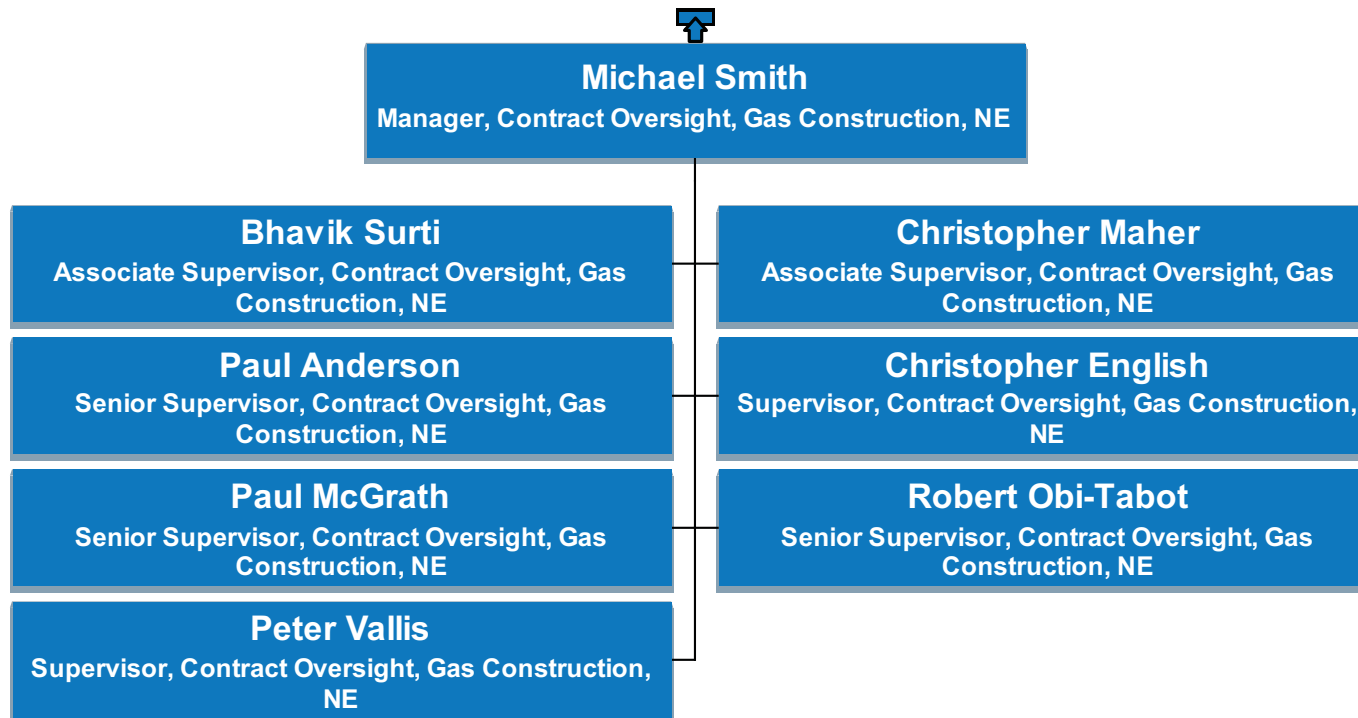 Michael Smith
Manager, Contract Oversight, Gas Construction, NE
Bhavik Surti
Associate Supervisor, Contract Oversight, Gas
Construction, NE
Christopher Maher
Associate Supervisor, Contract Oversight, Gas
Construction, NE
Paul Anderson
Senior Supervisor, Contract Oversight, Gas
Construction, NE
Christopher English
Supervisor, Contract Oversight, Gas Construction,
NE
Paul McGrath
Senior Supervisor, Contract Oversight, Gas
Construction, NE
Robert Obi-Tabot
Senior Supervisor, Contract Oversight, Gas
Construction, NE
Peter Vallis
Supervisor, Contract Oversight, Gas Construction,
NE